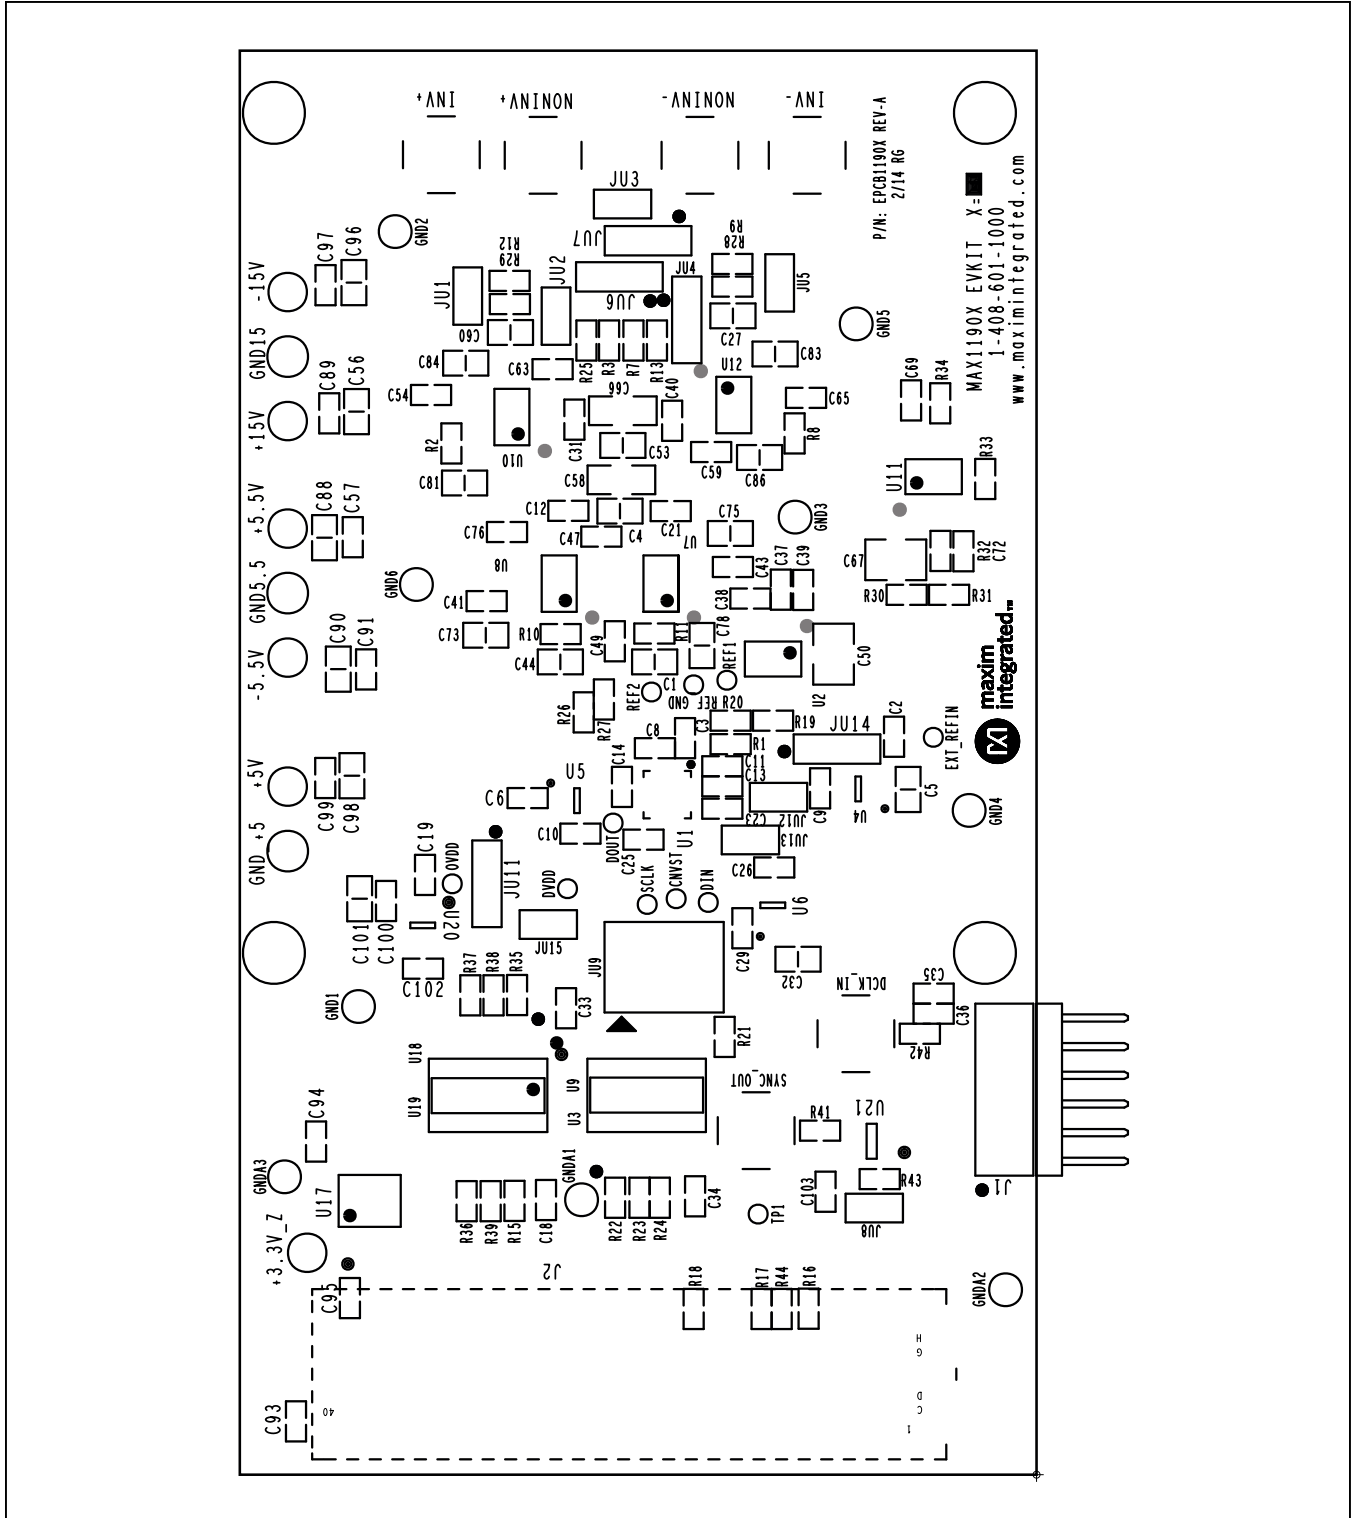 INV+
NONINV+
NONINV-
INV-
P/N: EPCB1190X REV-A
2/14 RG
MAX1190X EVKIT X=
1-408-601-1000
www.maximintegrated.com
JU3
JU7
R9
R28
GND2
R12
R29
JU2
JU4
JU5
JU1
JU6
-15V
C97
C96
GND15
C60
C27
GND5
C84
C63
R25
R3
R7
R13
C40
U12
C83
C89
C56
+15V
C54
C66
C65
C69
R34
R2
U10
C31
C53
C59
C86
R8
C81
C58
U11
R33
+5.5V
C88
C57
C76
C12
C47
C4
C21
U7
C75
GND3
U8
C43
C37
C39
C67
R32
C72
GND5.5
GND6
C41
C38
R30
R31
C73
R10
C49
R11
C78
C44
REF1
C50
-5.5V
C90
C91
C1
REF2
REF GND
R20
U2
maxim
integrated™
R26
R27
C3
R19
JU14
C2
EXT_REFIN
C8
R1
C14
C11
C13
+5V
C99
C98
U5
C6
C9
U4
C5
GND4
C23
JU12
C10
DOUT
U1
JU13
GND +5
C25
C19
OVDD
JU11
DVDD
SCLK
CNVST
DIN
C26
U6
C101
C100
U20
JU15
C29
C102
R37
R38
R35
JU9
C32
DCLK_IN
C35
C36
GND1
C33
R21
R42
U18
U9
SYNC_OUT
U19
U3
R41
U21
C94
GNDA3
U17
GNDA1
R43
J1
R36
R39
R15
C18
R22
R23
R24
C34
TP1
C103
JU8
+3.3V_Z
J2
C95
R18
R17
R44
R16
GNDA2
H
G
D
C
1
C93
40